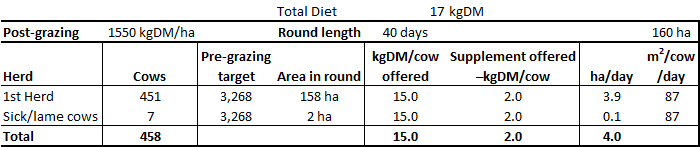 Total Diet 17 kgDM
Post-grazing 1550 kgDM/ha Round length 40 days 160 ha
Herd Cows Pre-grazing target Area in round kgDM/cow offered Supplement offered –kgDM/cow ha/day m²/cow /day
1st Herd 451 3,268 158 ha 15.0 2.0 3.9 87
Sick/lame cows 7 3,268 2 ha 15.0 2.0 0.1 87
Total 458 15.0 2.0 4.0